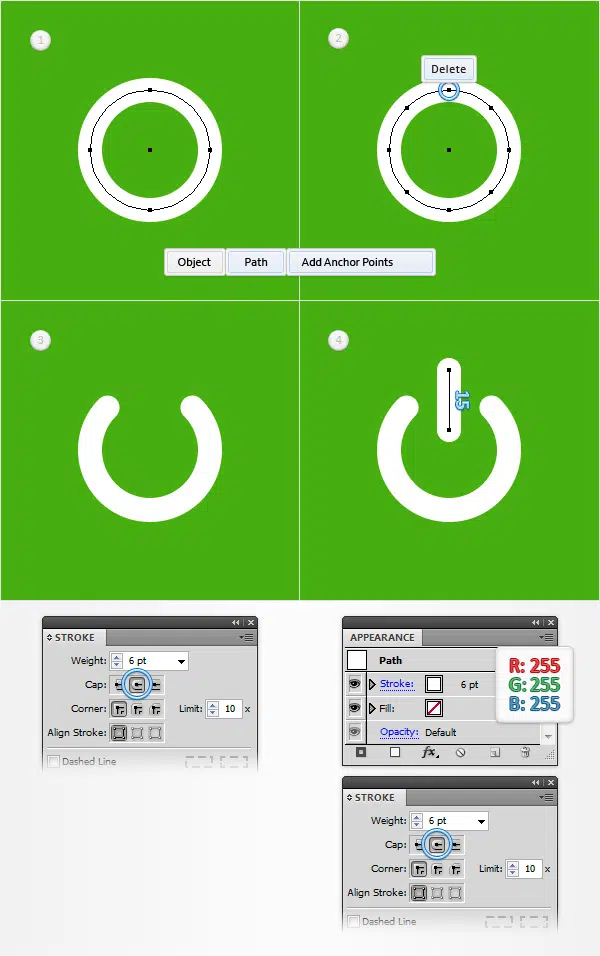 1
2
Delete
Object
Path
Add Anchor Points
3
4
15
STROKE
Weight: 6 pt
Cap:
Corner: Limit: 10 x
Align Stroke:
Dashed Line
APPEARANCE
Path
Stroke: 6 pt
Fill:
Opacity: Default
fx
R: 255
G: 255
B: 255
STROKE
Weight: 6 pt
Cap:
Corner: Limit: 10 x
Align Stroke:
Dashed Line